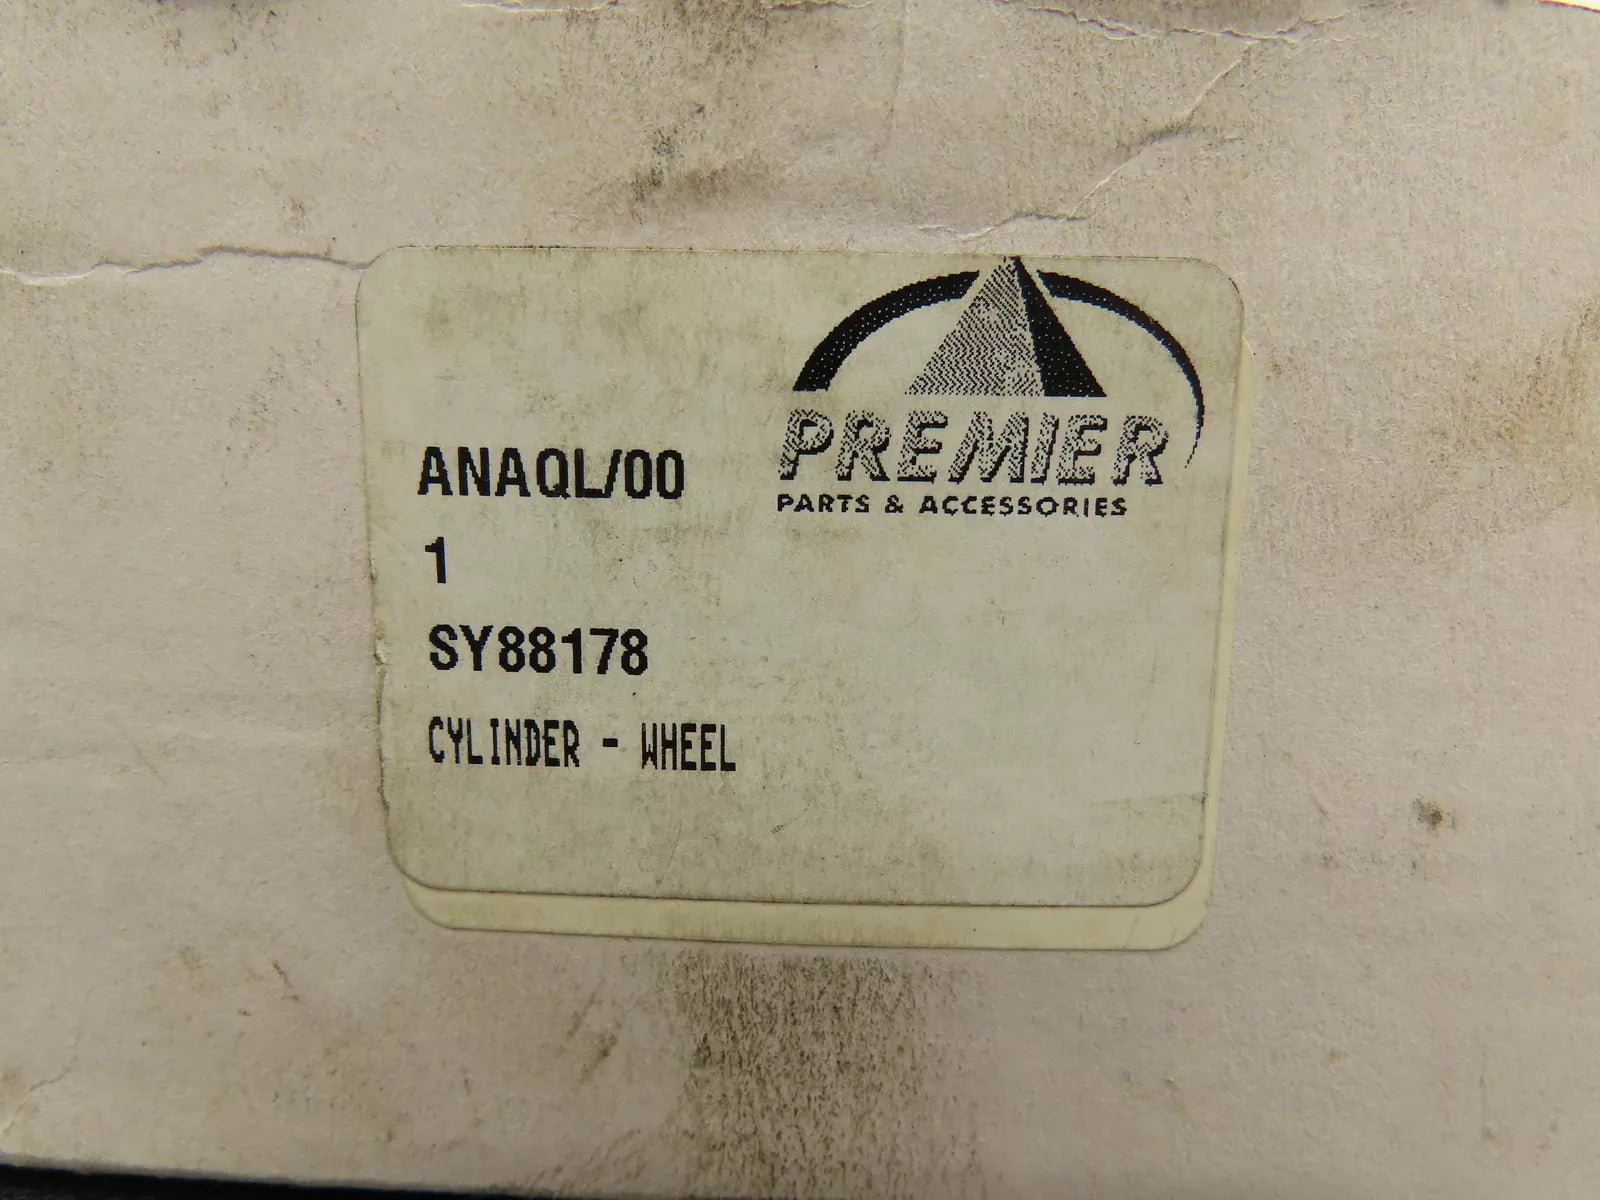 PREMIER
PARTS & ACCESSORIES
ANAQL/00
1
SY88178
CYLINDER - WHEEL